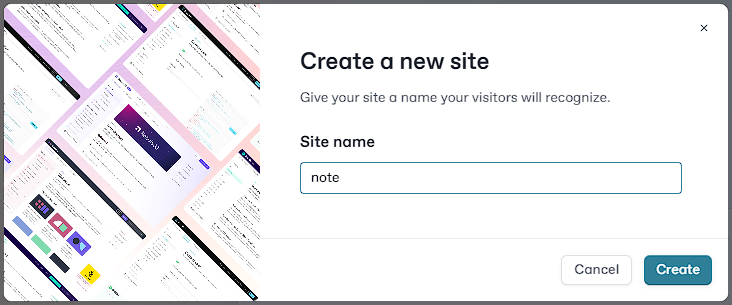 Create a new site
Give your site a name your visitors will recognize.
Site name
note
Cancel
Create